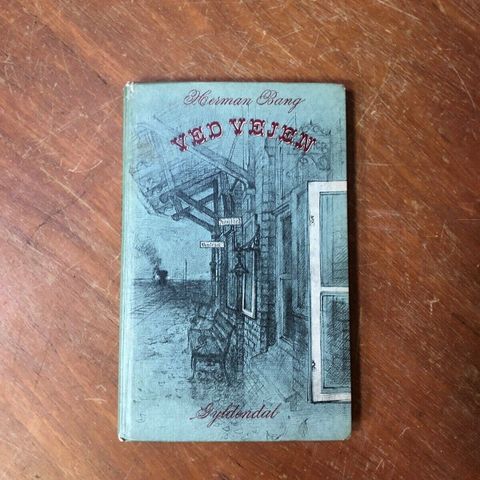 Herman Bang
VED VEJEN
Gyldendal